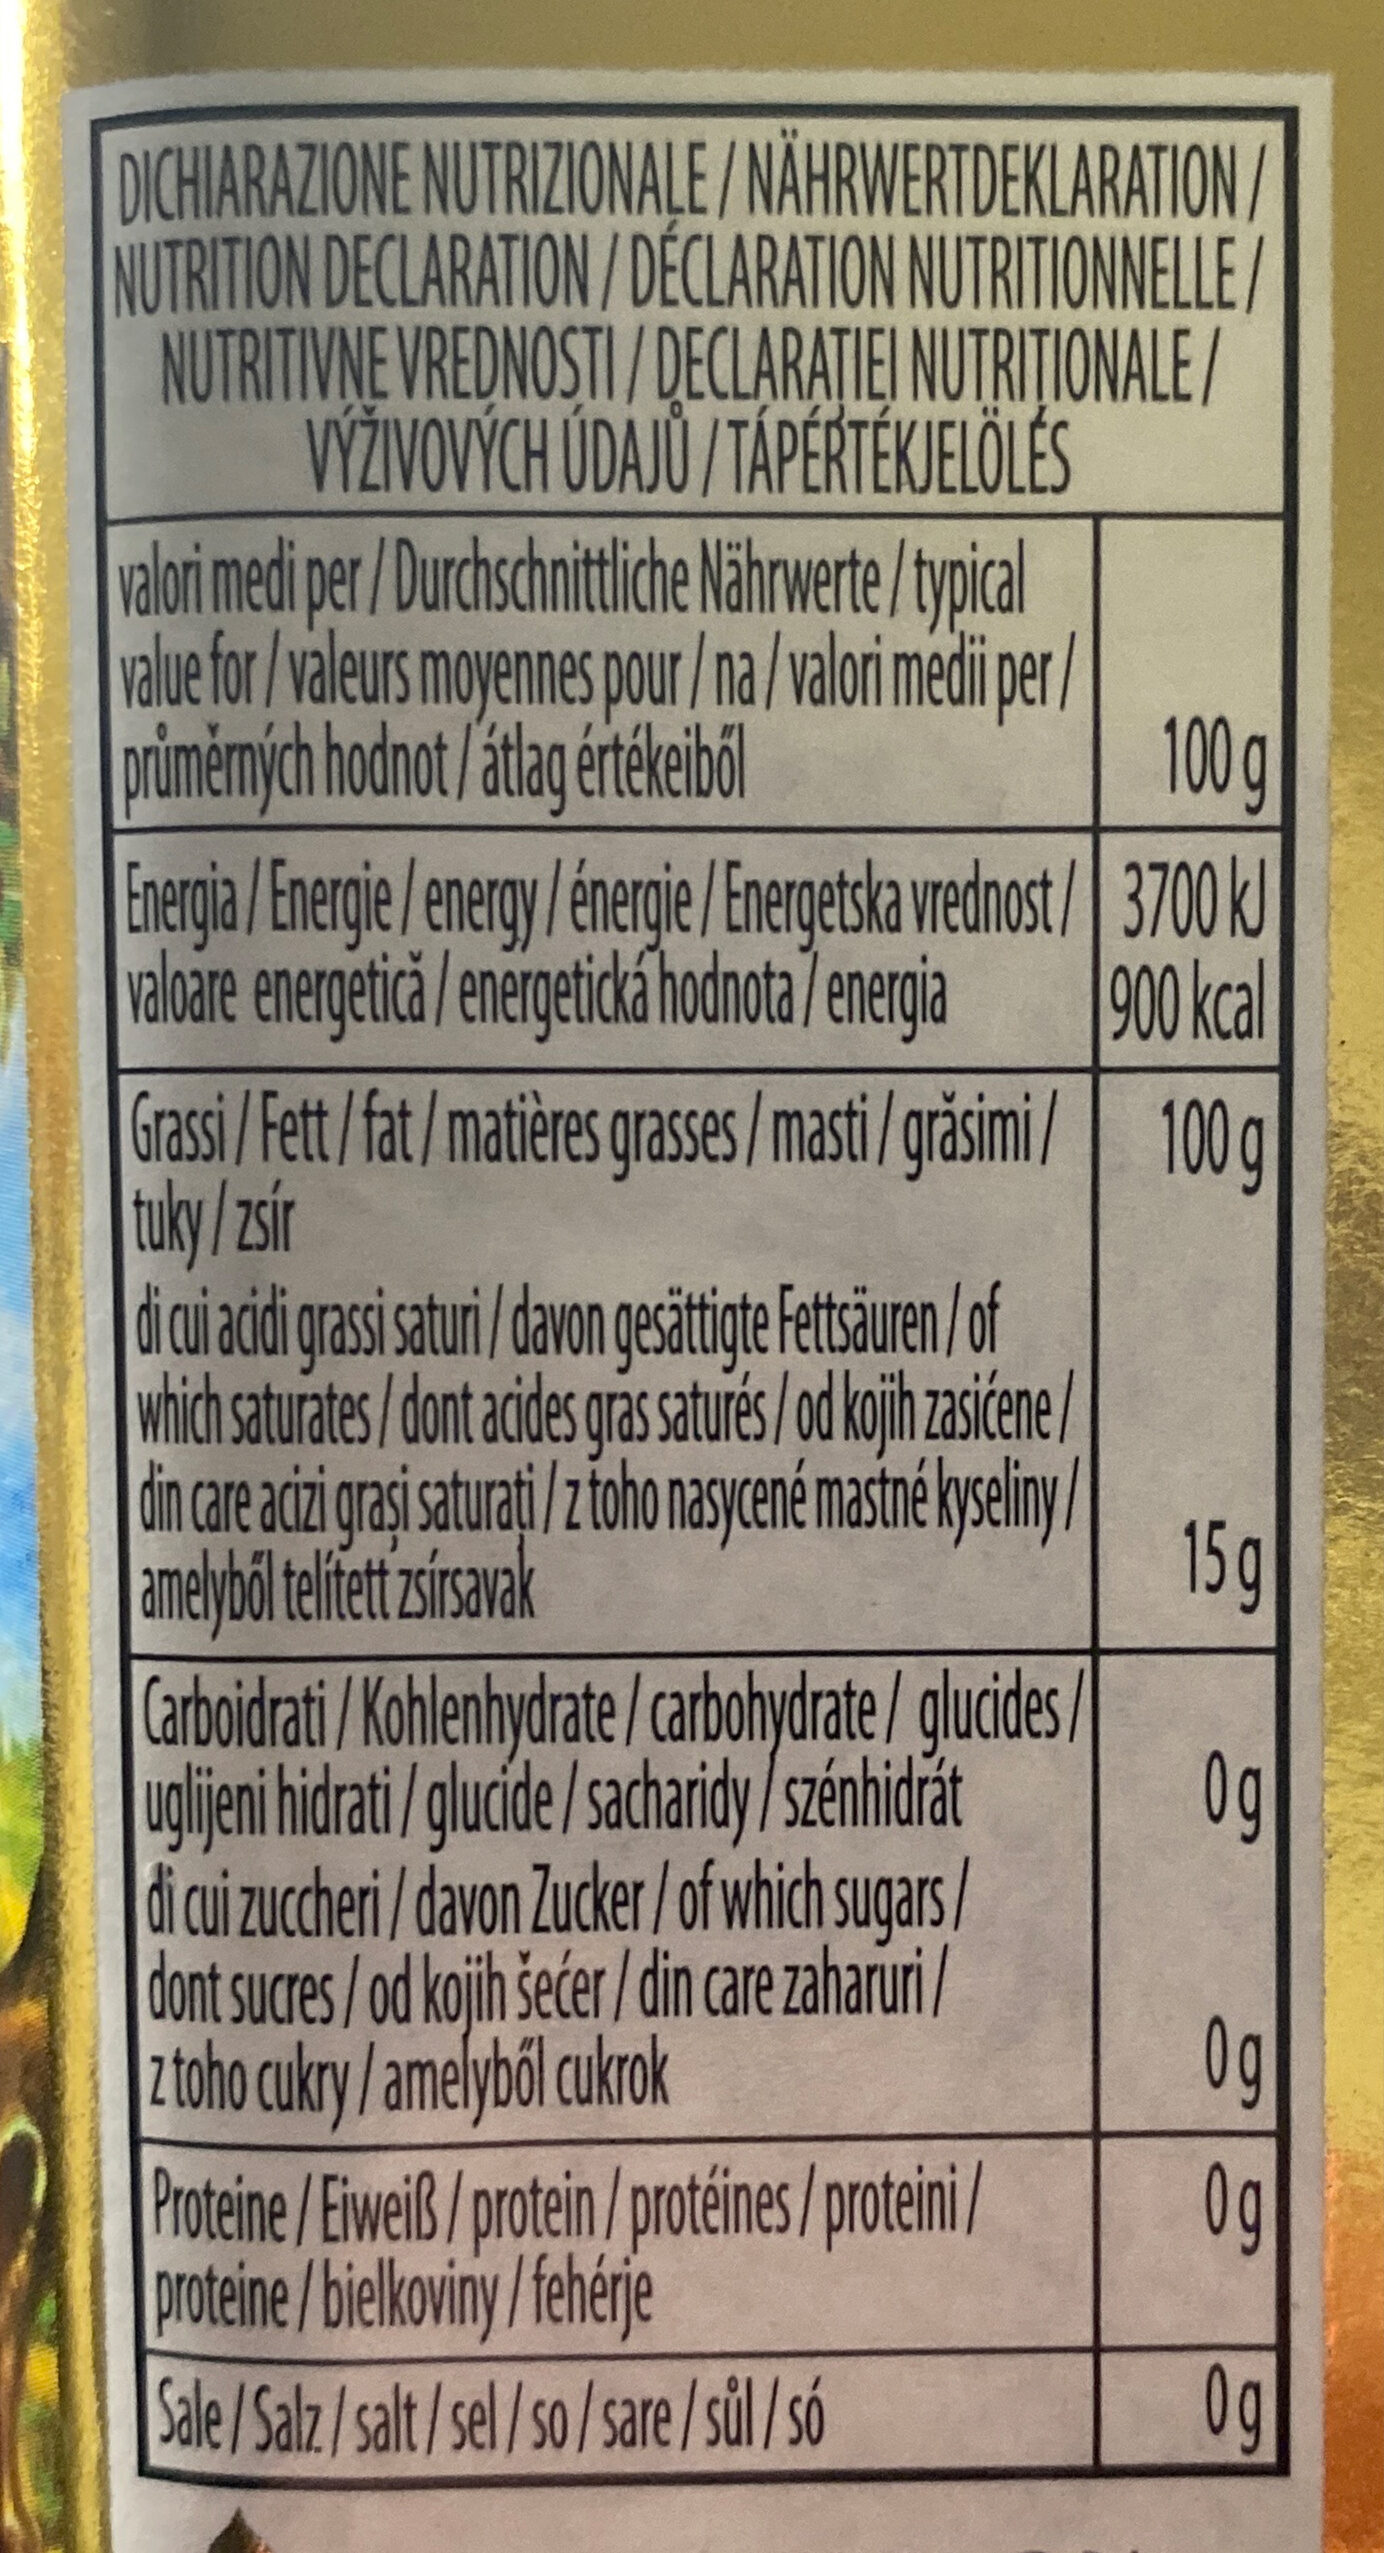 DICHIARAZIONE NUTRIZIONALE / NÄHRWERTDEKLARATION /
NUTRITION DECLARATION / DÉCLARATION NUTRITIONNELLE /
NUTRITIVNE VREDNOSTI / DECLARAȚIEI NUTRIȚIONALE /
VÝŽIVOVÝCH ÚDAJŮ / TÁPÉRTÉKJELÖLÉS
valori medi per / Durchschnittliche Nährwerte / typical
value for / valeurs moyennes pour / na / valori medii per /
průměrných hodnot / átlag értékeiből 100 g
Energia / Energie / energy / énergie / Energetska vrednost / 3700 kJ
valoare energetică / energetická hodnota / energia 900 kcal
Grassi / Fett / fat / matières grasses / masti / grăsimi / 100 g
tuky / zsír
di cui acidi grassi saturi / davon gesättigte Fettsäuren / of
which saturates / dont acides gras saturés / od kojih zasićene /
din care acizi grași saturați / z toho nasycené mastné kyseliny /
amelyből telített zsírsavak 15 g
Carboidrati / Kohlenhydrate / carbohydrate / glucides /
uglijeni hidrati / glucide / sacharidy / szénhidrát 0 g
di cui zuccheri / davon Zucker / of which sugars /
dont sucres / od kojih šećer / din care zaharuri /
z toho cukry / amelyből cukrok 0 g
Proteine / Eiweiß / protein / protéines / proteini / 0 g
proteine / bielkoviny / fehérje
Sale / Salz / salt / sel / so / sare / sůl / só 0 g